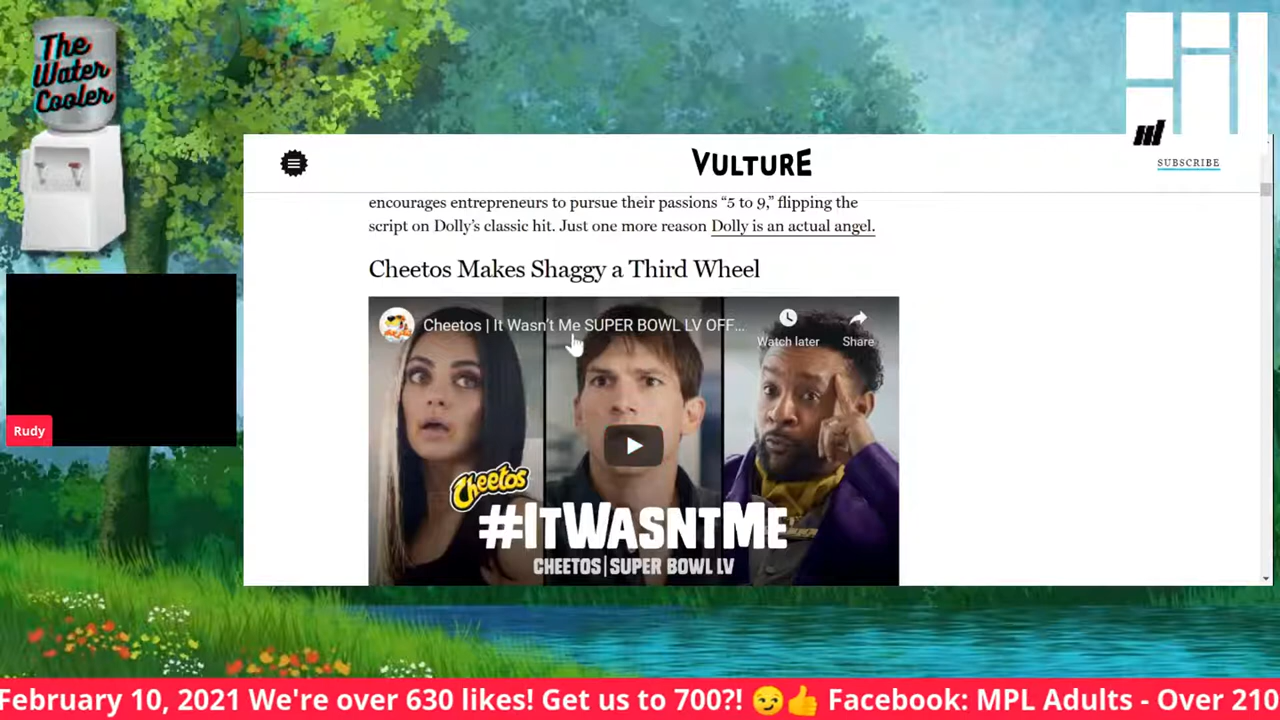 The
Water
Cooler
VULTURE
SUBSCRIBE
encourages entrepreneurs to pursue their passions “5 to 9,” flipping the
script on Dolly’s classic hit. Just one more reason Dolly is an actual angel.
Cheetos Makes Shaggy a Third Wheel
Cheetos | It Wasn’t Me SUPER BOWL LV OFF...
Watch later
Share
Cheetos
#ITWASNTME
CHEETOS|SUPER BOWL LV
Rudy
February 10, 2021 We're over 630 likes! Get us to 700?! 😏👍 Facebook: MPL Adults - Over 210